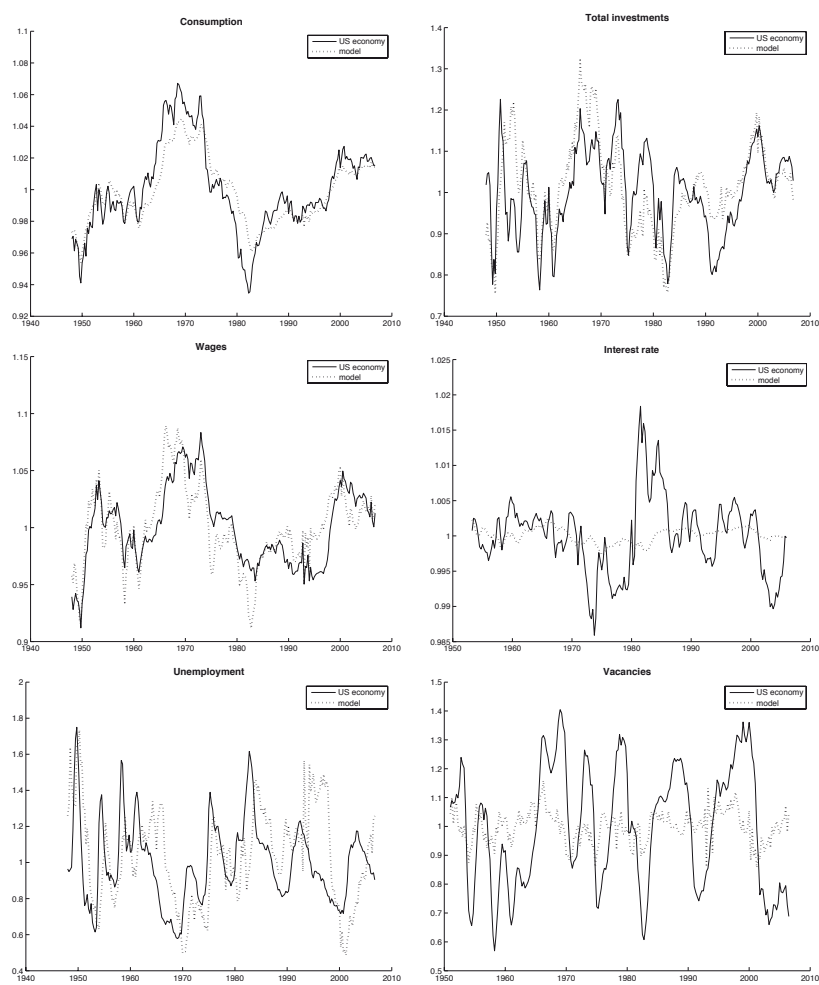 Consumption
1.1
1.08
1.06
1.04
1.02
1
0.98
0.96
0.94
0.92
1940 1950 1960 1970 1980 1990 2000 2010
US economy
model
Total investments
1.4
1.3
1.2
1.1
1
0.9
0.8
0.7
1940 1950 1960 1970 1980 1990 2000 2010
US economy
model
Wages
1.15
1.1
1.05
1
0.95
0.9
1940 1950 1960 1970 1980 1990 2000 2010
US economy
model
Interest rate
1.025
1.02
1.015
1.01
1.005
1
0.995
0.99
0.985
1950 1960 1970 1980 1990 2000 2010
US economy
model
Unemployment
2
1.8
1.6
1.4
1.2
1
0.8
0.6
0.4
1940 1950 1960 1970 1980 1990 2000 2010
US economy
model
Vacancies
1.5
1.4
1.3
1.2
1.1
1.0
0.9
0.8
0.7
0.6
0.5
1950 1960 1970 1980 1990 2000 2010
US economy
model